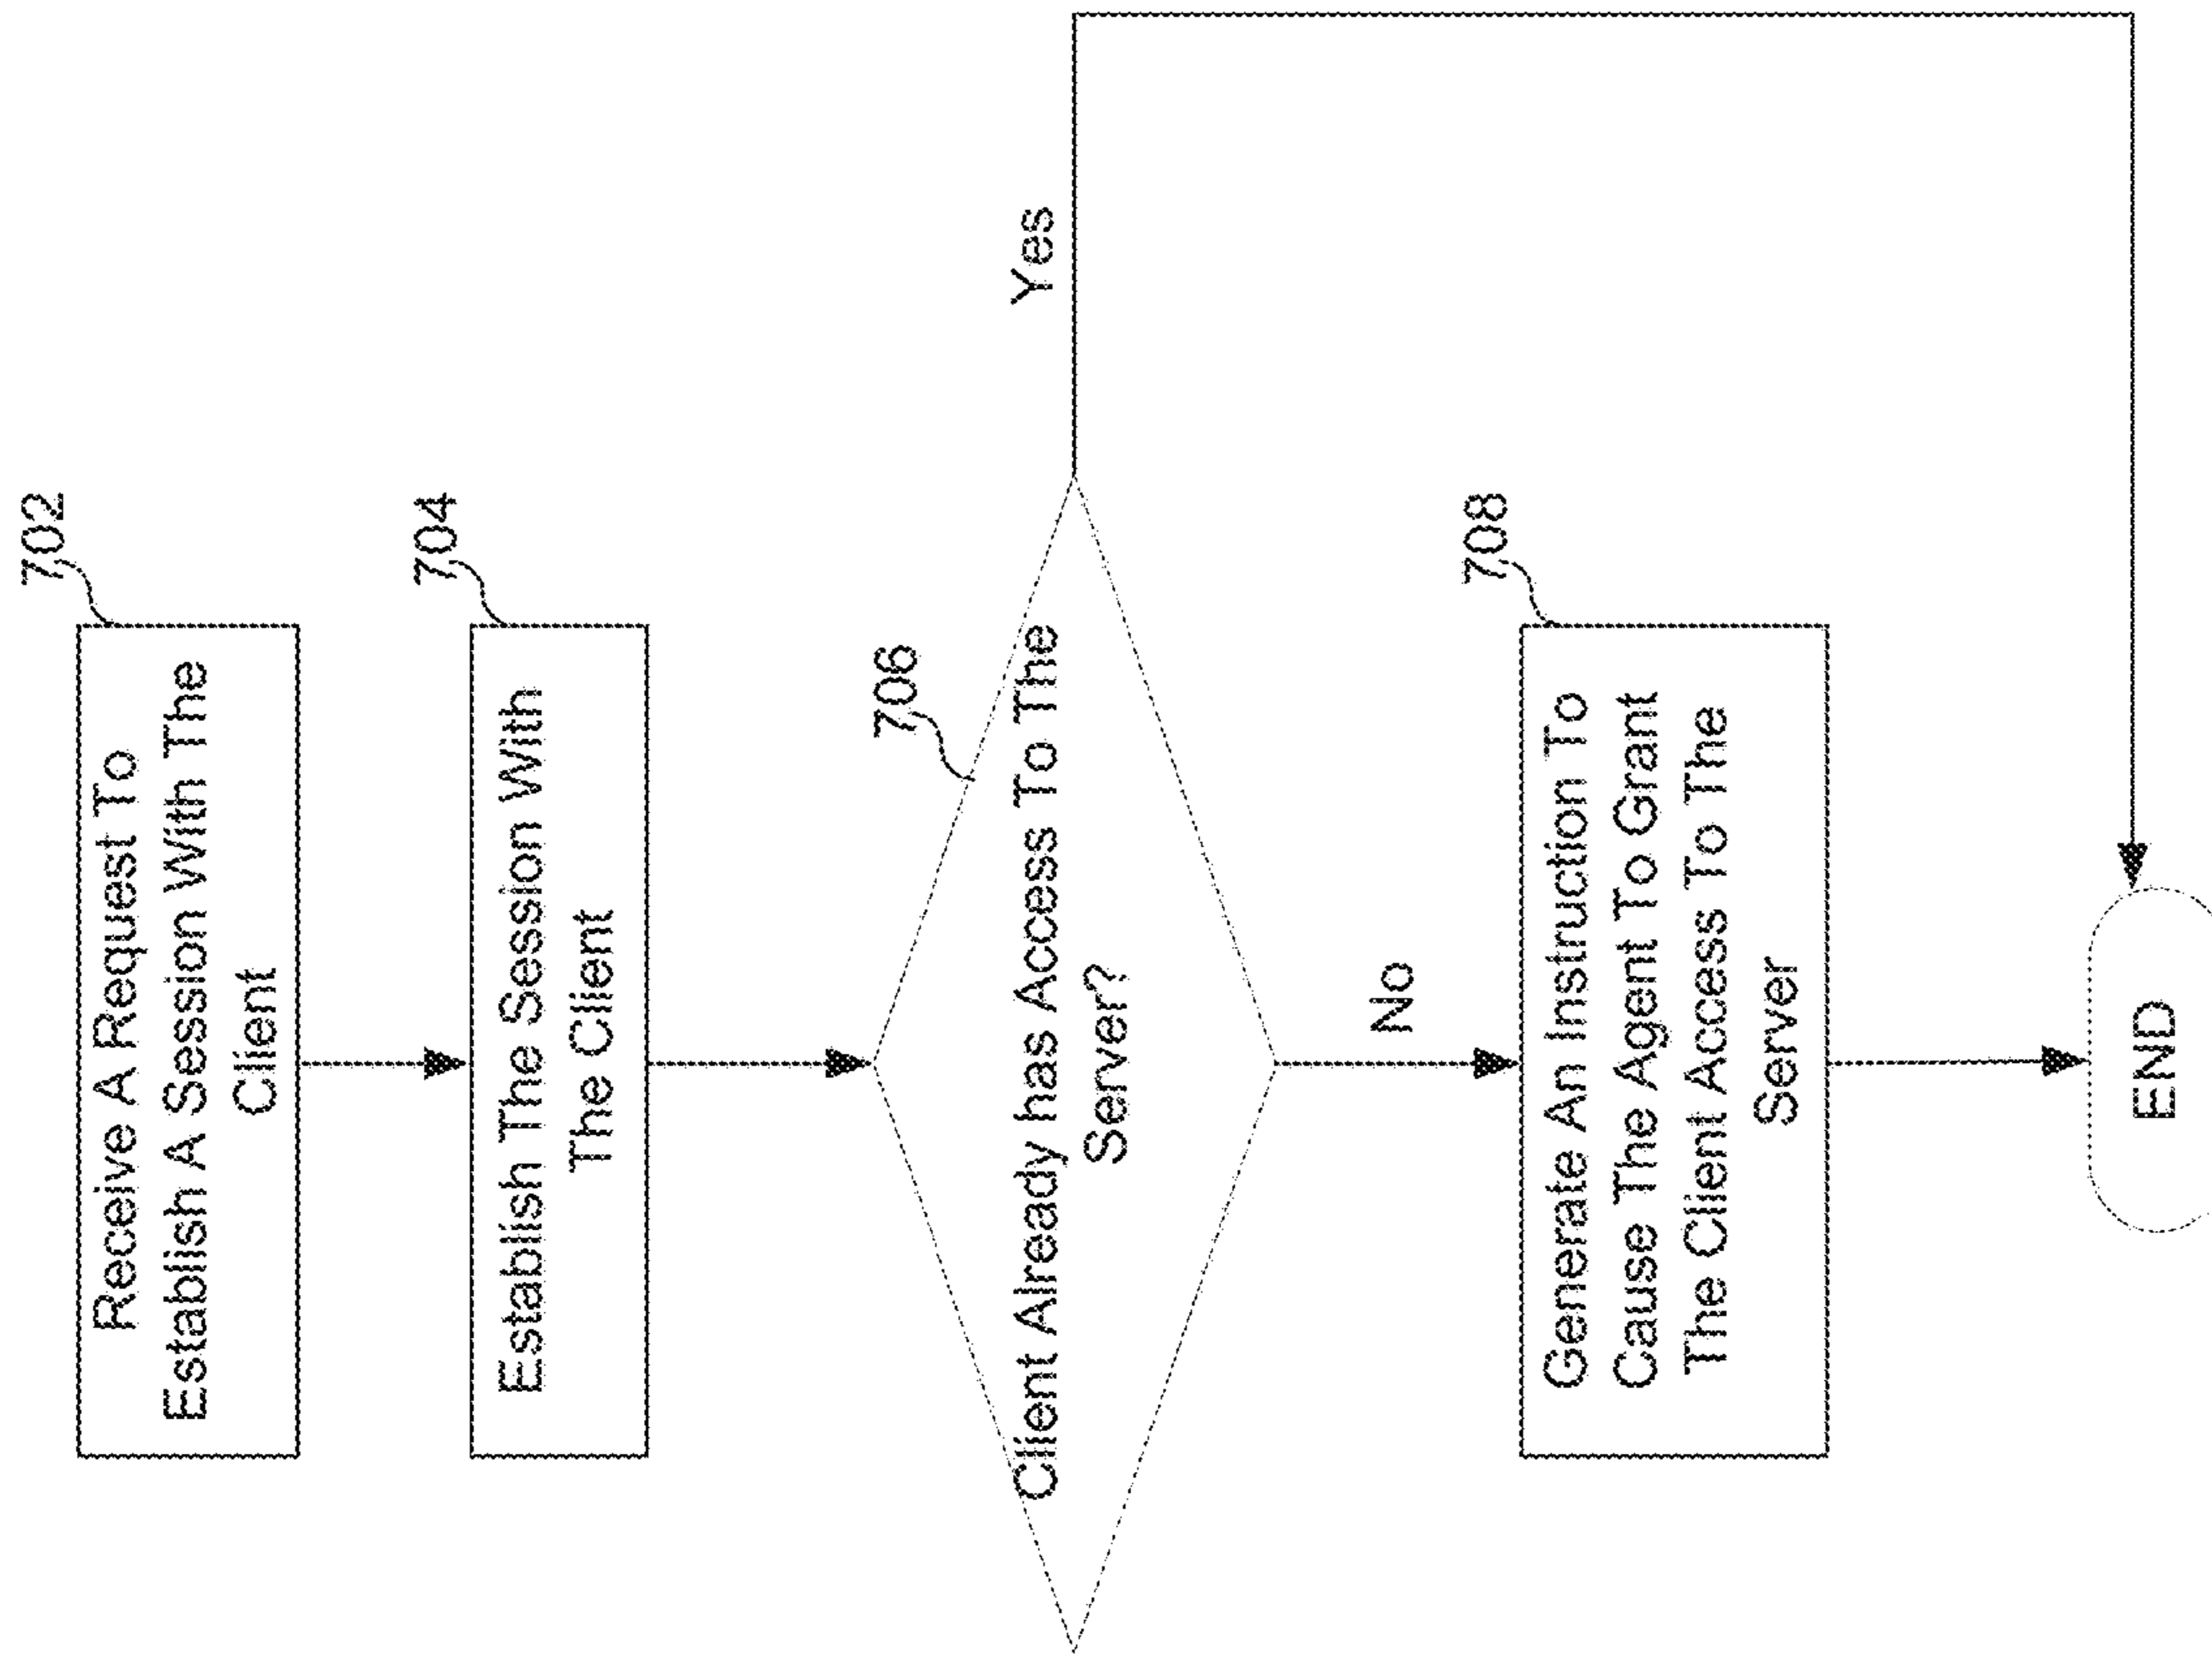 702
Receive A Request To
Establish A Session With The
Client
704
Establish The Session With
The Client
706
Client Already has Access To The
Server?
Yes
No
708
Generate An Instruction To
Cause The Agent To Grant
The Client Access To The
Server
END